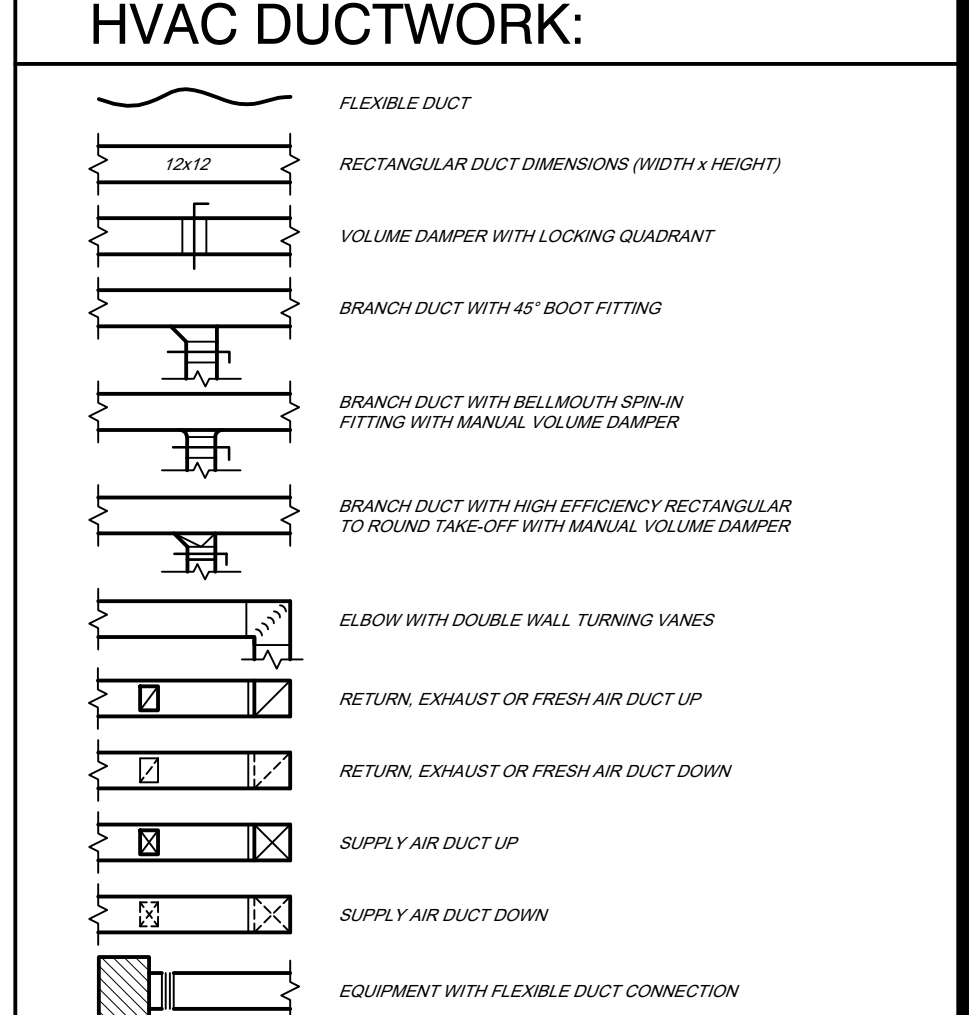 HVAC DUCTWORK:
FLEXIBLE DUCT
12x12
RECTANGULAR DUCT DIMENSIONS (WIDTH x HEIGHT)
VOLUME DAMPER WITH LOCKING QUADRANT
BRANCH DUCT WITH 45° BOOT FITTING
BRANCH DUCT WITH BELLMOUTH SPIN-IN
FITTING WITH MANUAL VOLUME DAMPER
BRANCH DUCT WITH HIGH EFFICIENCY RECTANGULAR
TO ROUND TAKE-OFF WITH MANUAL VOLUME DAMPER
ELBOW WITH DOUBLE WALL TURNING VANES
RETURN, EXHAUST OR FRESH AIR DUCT UP
RETURN, EXHAUST OR FRESH AIR DUCT DOWN
SUPPLY AIR DUCT UP
SUPPLY AIR DUCT DOWN
EQUIPMENT WITH FLEXIBLE DUCT CONNECTION